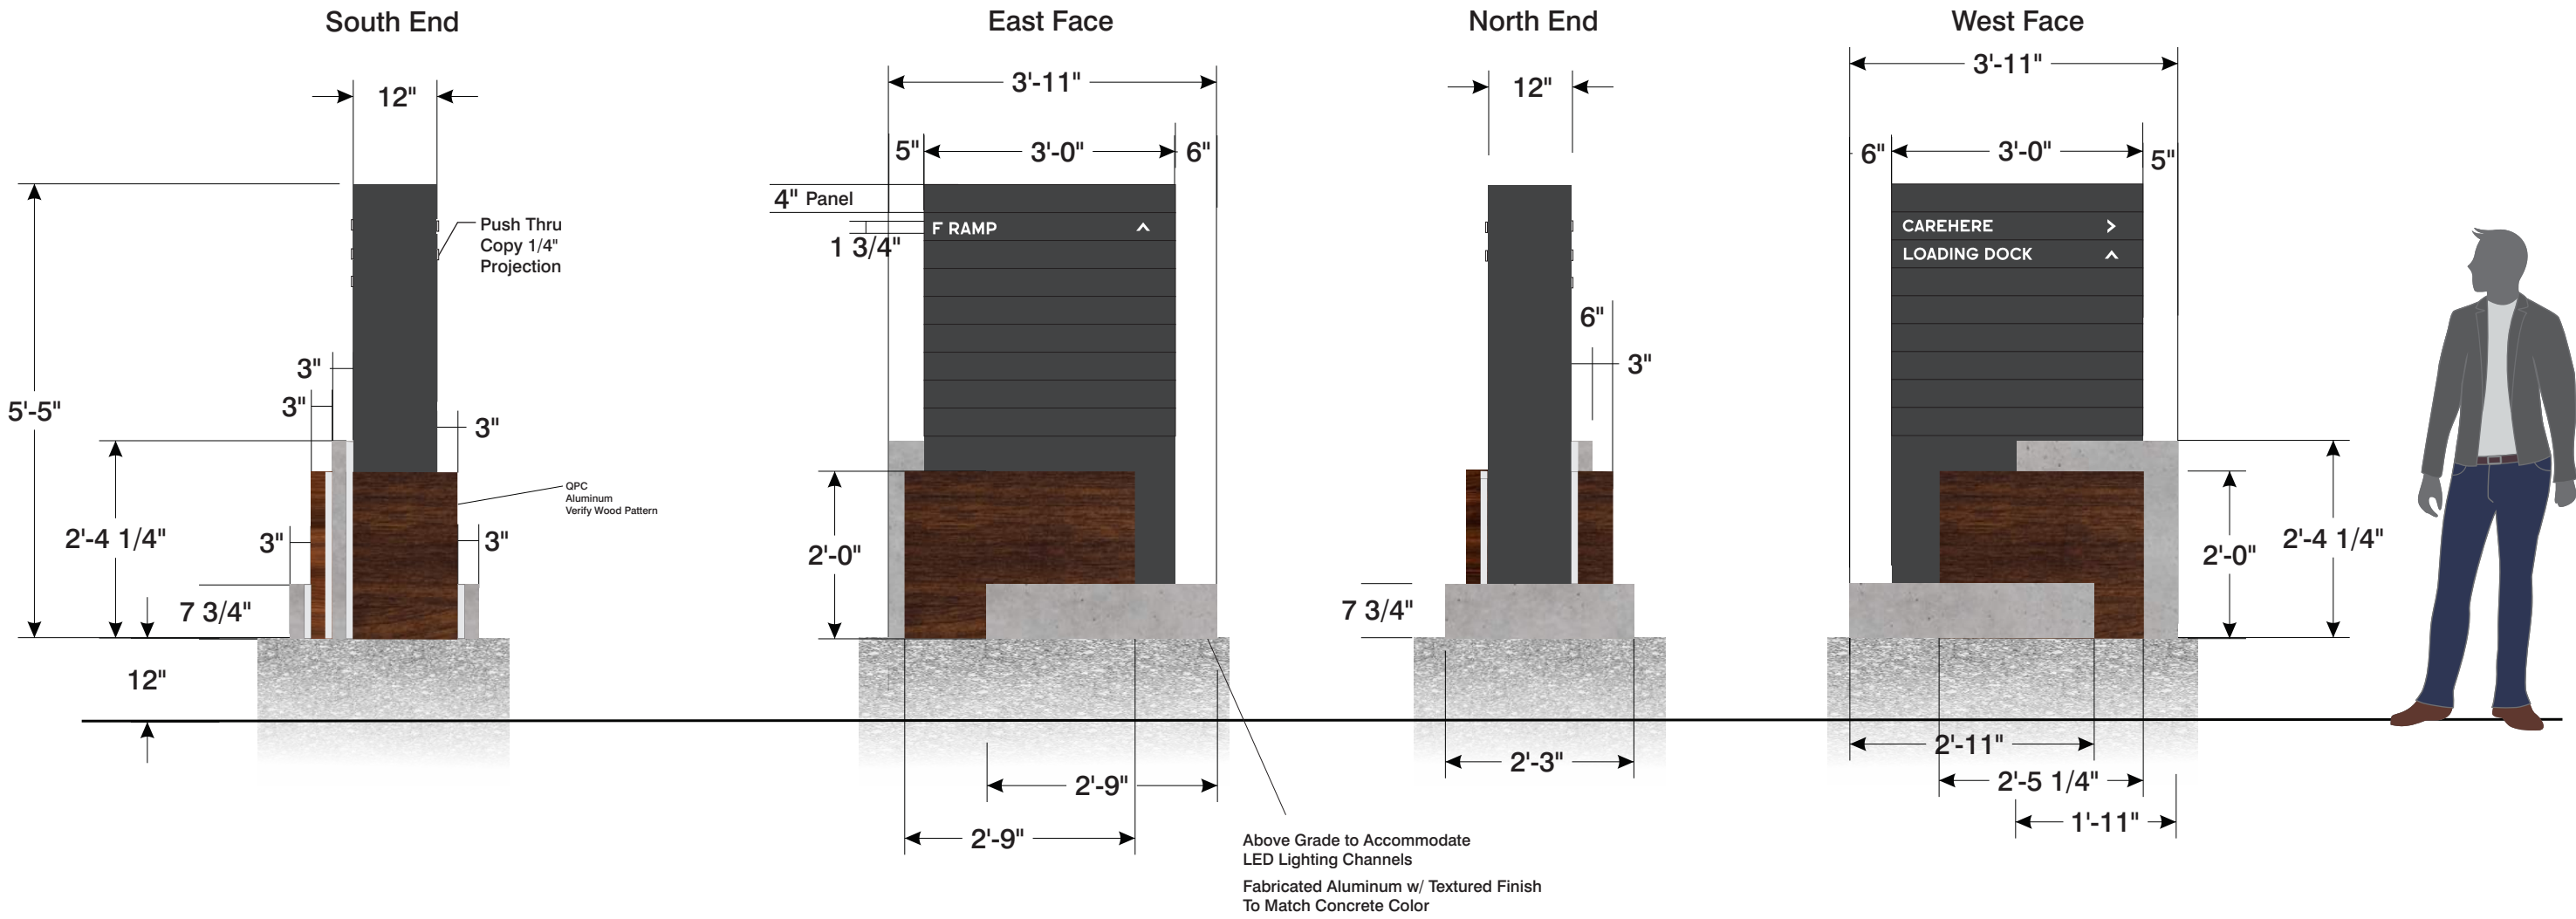 South End
East Face
North End
West Face
12"
3'-11"
12"
3'-11"
5"
3'-0"
6"
6"
3'-0"
5"
4" Panel
1 3/4"
F RAMP
CAREHERE
LOADING DOCK
Push Thru
Copy 1/4"
Projection
6"
3"
3"
3"
3"
5'-5"
QPC
Aluminum
Verify Wood Pattern
2'-4 1/4"
3"
3"
2'-0"
2'-0"
2'-4 1/4"
7 3/4"
7 3/4"
12"
2'-3"
2'-11"
2'-9"
2'-5 1/4"
2'-9"
1'-11"
Above Grade to Accommodate
LED Lighting Channels
Fabricated Aluminum w/ Textured Finish
To Match Concrete Color